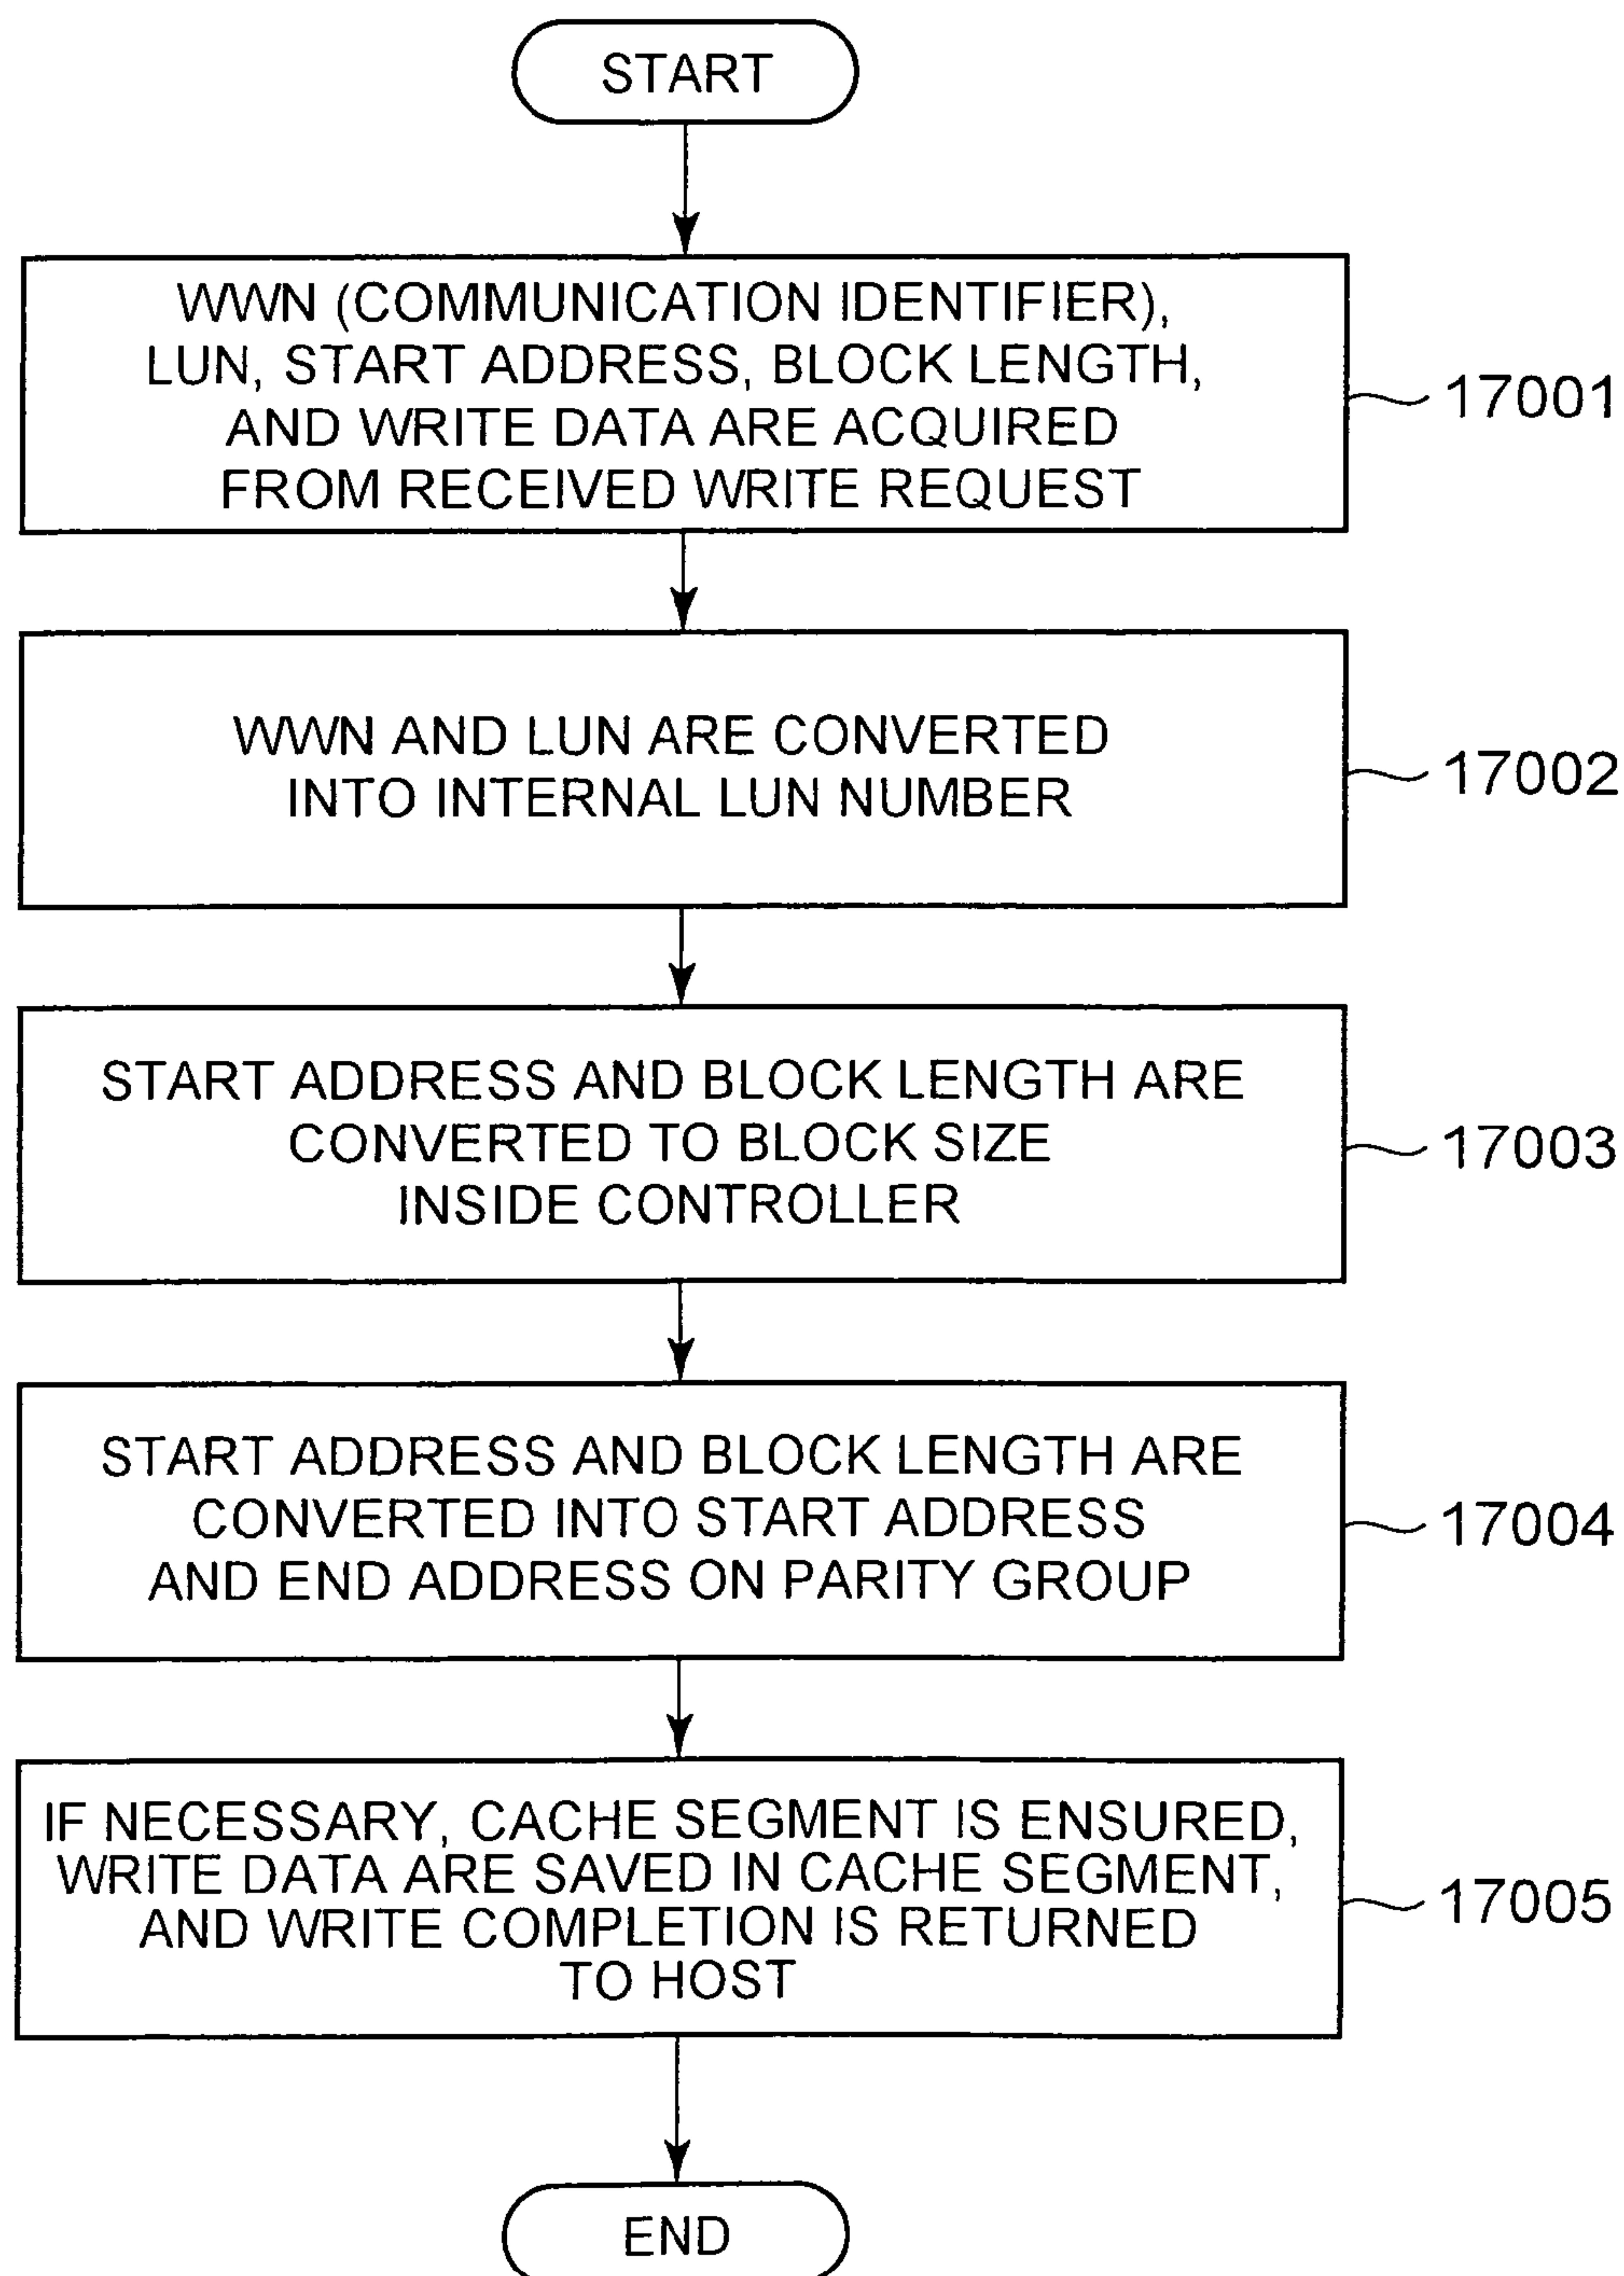 START
WWN (COMMUNICATION IDENTIFIER),
LUN, START ADDRESS, BLOCK LENGTH,
AND WRITE DATA ARE ACQUIRED
FROM RECEIVED WRITE REQUEST
17001
WWN AND LUN ARE CONVERTED
INTO INTERNAL LUN NUMBER
17002
START ADDRESS AND BLOCK LENGTH ARE
CONVERTED TO BLOCK SIZE
INSIDE CONTROLLER
17003
START ADDRESS AND BLOCK LENGTH ARE
CONVERTED INTO START ADDRESS
AND END ADDRESS ON PARITY GROUP
17004
IF NECESSARY, CACHE SEGMENT IS ENSURED,
WRITE DATA ARE SAVED IN CACHE SEGMENT,
AND WRITE COMPLETION IS RETURNED
TO HOST
17005
END